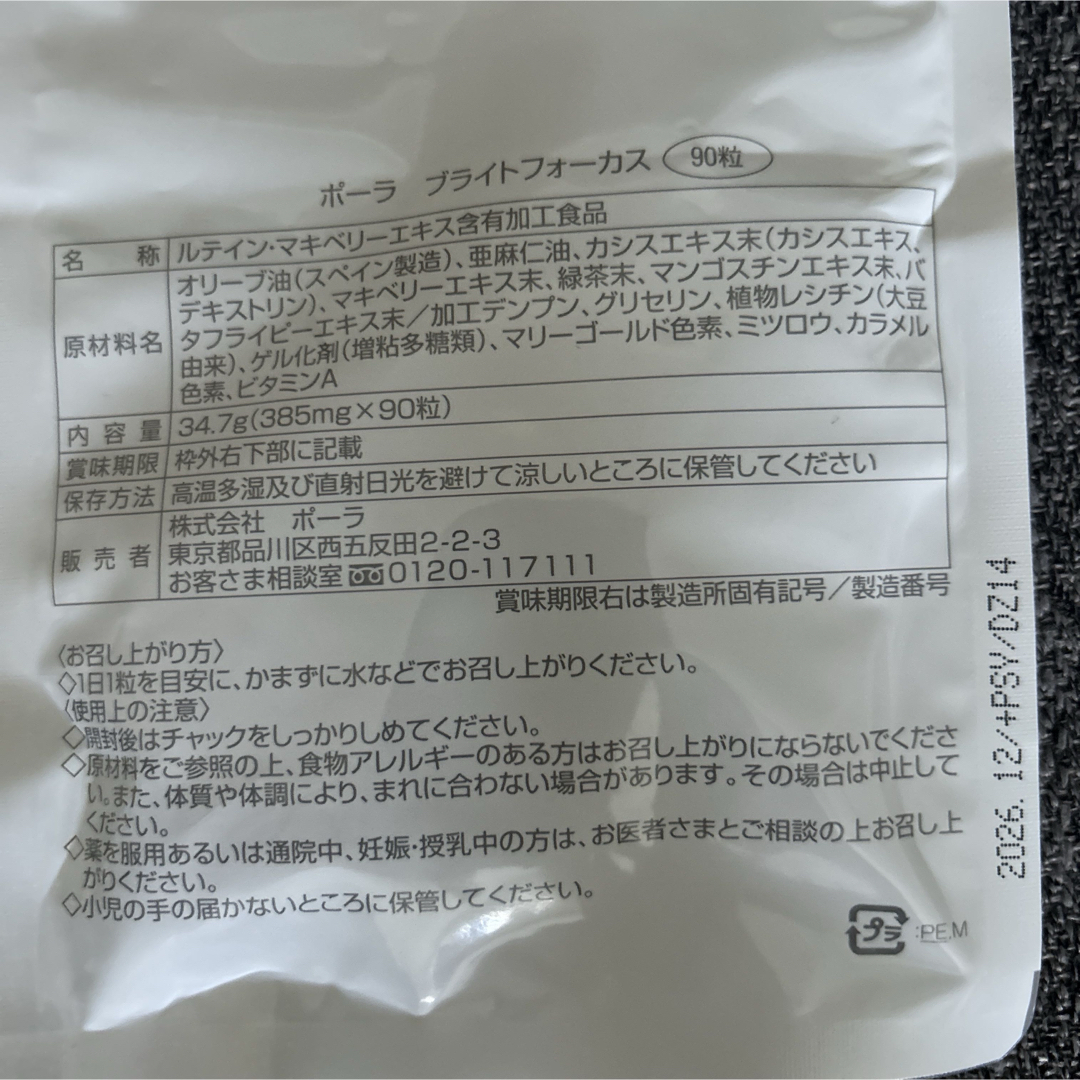 ポーラ ブライトフォーカス 90粒
名称 ルテイン・マキベリーエキス含有加工食品
原材料名 オリーブ油(スペイン製造)、亜麻仁油、カシスエキス末(カシスエキス、
デキストリン)、マキベリーエキス末、緑茶末、マンゴスチンエキス末、バ
タフライピーエキス末/加工デンプン、グリセリン、植物レシチン(大豆
由来)、ゲル化剤(増粘多糖類)、マリーゴールド色素、ミツロウ、カラメル
色素、ビタミンA
内容量 34.7g(385mg×90粒)
賞味期限 枠外右下部に記載
保存方法 高温多湿及び直射日光を避けて涼しいところに保管してください
販売者 株式会社 ポーラ
東京都品川区西五反田2-2-3
お客さま相談室 0120-117111
賞味期限右は製造所固有記号/製造番号
〈お召し上がり方〉
◇1日1粒を目安に、かまずに水などでお召し上がりください。
〈使用上の注意〉
◇開封後はチャックをしっかりしめてください。
◇原材料をご参照の上、食物アレルギーのある方はお召し上がりにならないでくださ
い。また、体質や体調により、まれに合わない場合があります。その場合は中止して
ください。
◇薬を服用あるいは通院中、妊娠・授乳中の方は、お医者さまとご相談の上お召し上
がりください。
◇小児の手の届かないところに保管してください。
プラ :PE,M
2026.12/+PSY/DZ14